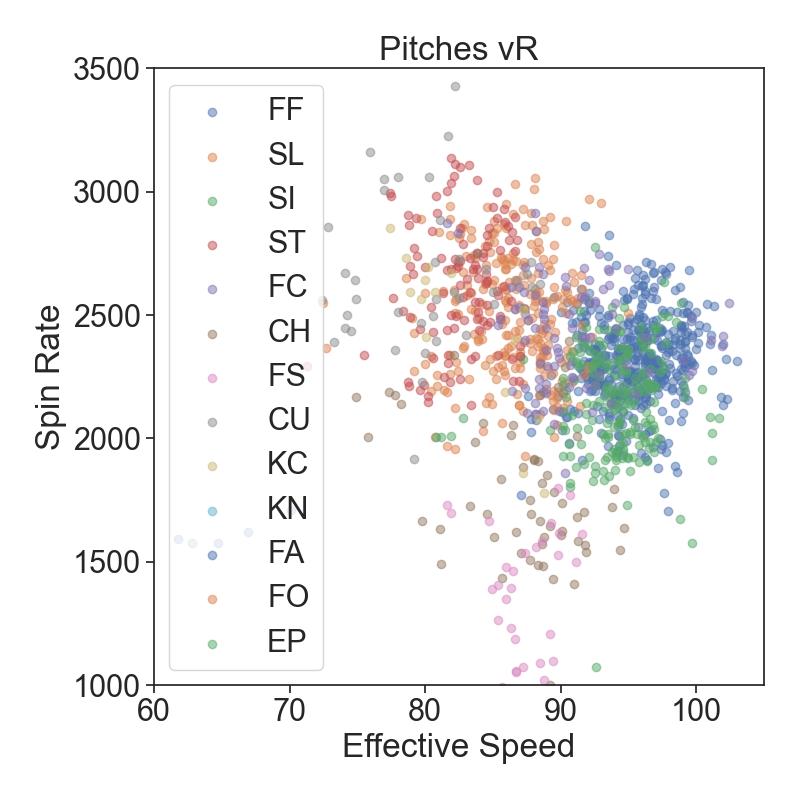 Pitches vR
3500
3000
2500
2000
1500
1000
Spin Rate
FF
SL
SI
ST
FC
CH
FS
CU
KC
KN
FA
FO
EP
60 70 80 90 100
Effective Speed